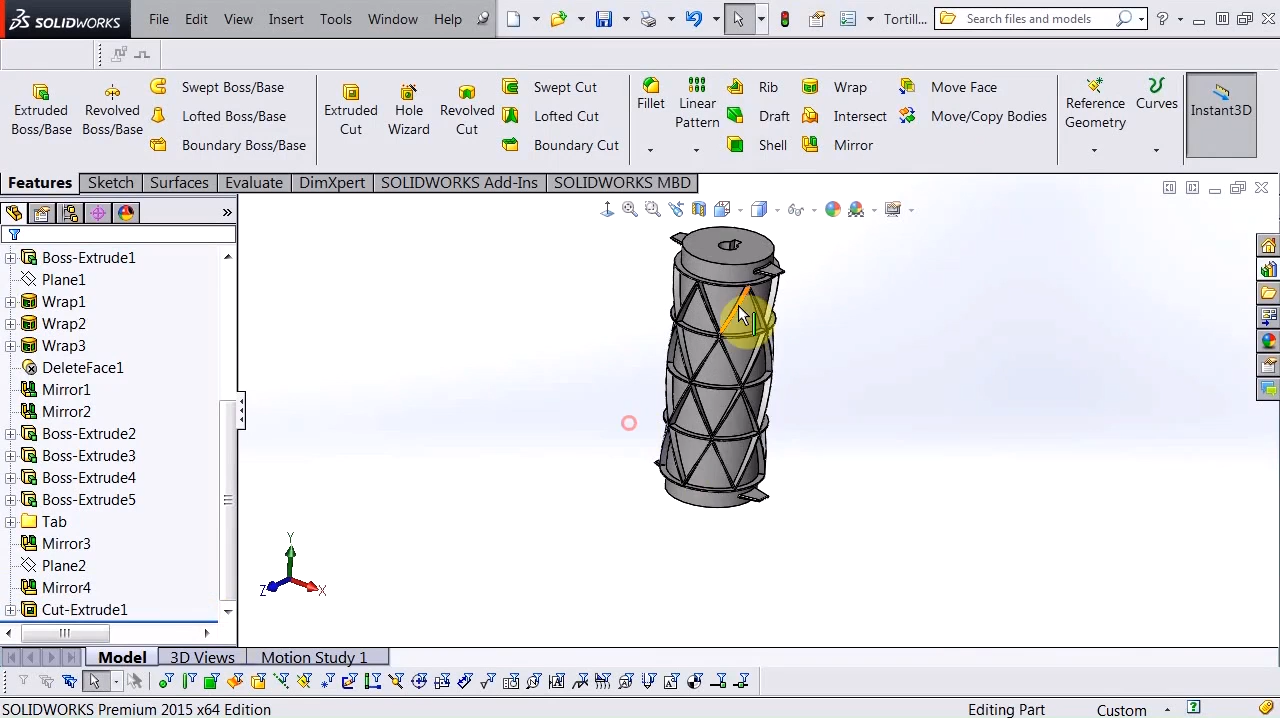 SOLIDWORKS File Edit View Insert Tools Window Help Tortill... Search files and models
Extruded Boss/Base
Revolved Boss/Base
Swept Boss/Base
Lofted Boss/Base
Boundary Boss/Base
Extruded Cut
Hole Wizard
Revolved Cut
Swept Cut
Lofted Cut
Boundary Cut
Fillet
Linear Pattern
Rib
Draft
Shell
Wrap
Intersect
Mirror
Move Face
Move/Copy Bodies
Reference Geometry
Curves
Instant3D
Features Sketch Surfaces Evaluate DimXpert SOLIDWORKS Add-Ins SOLIDWORKS MBD
Boss-Extrude1
Plane1
Wrap1
Wrap2
Wrap3
DeleteFace1
Mirror1
Mirror2
Boss-Extrude2
Boss-Extrude3
Boss-Extrude4
Boss-Extrude5
Tab
Mirror3
Plane2
Mirror4
Cut-Extrude1
Y
Z X
Model 3D Views Motion Study 1
SOLIDWORKS Premium 2015 x64 Edition Editing Part Custom